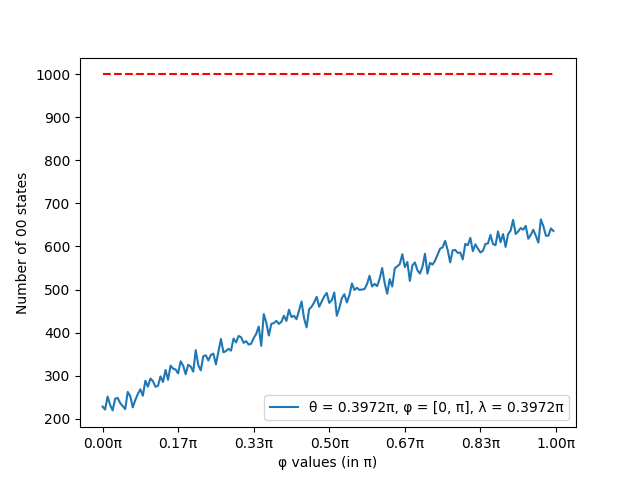 Number of 00 states
1000
900
800
700
600
500
400
300
200
θ = 0.3972π, φ = [0, π], λ = 0.3972π
0.00π 0.17π 0.33π 0.50π 0.67π 0.83π 1.00π
φ values (in π)